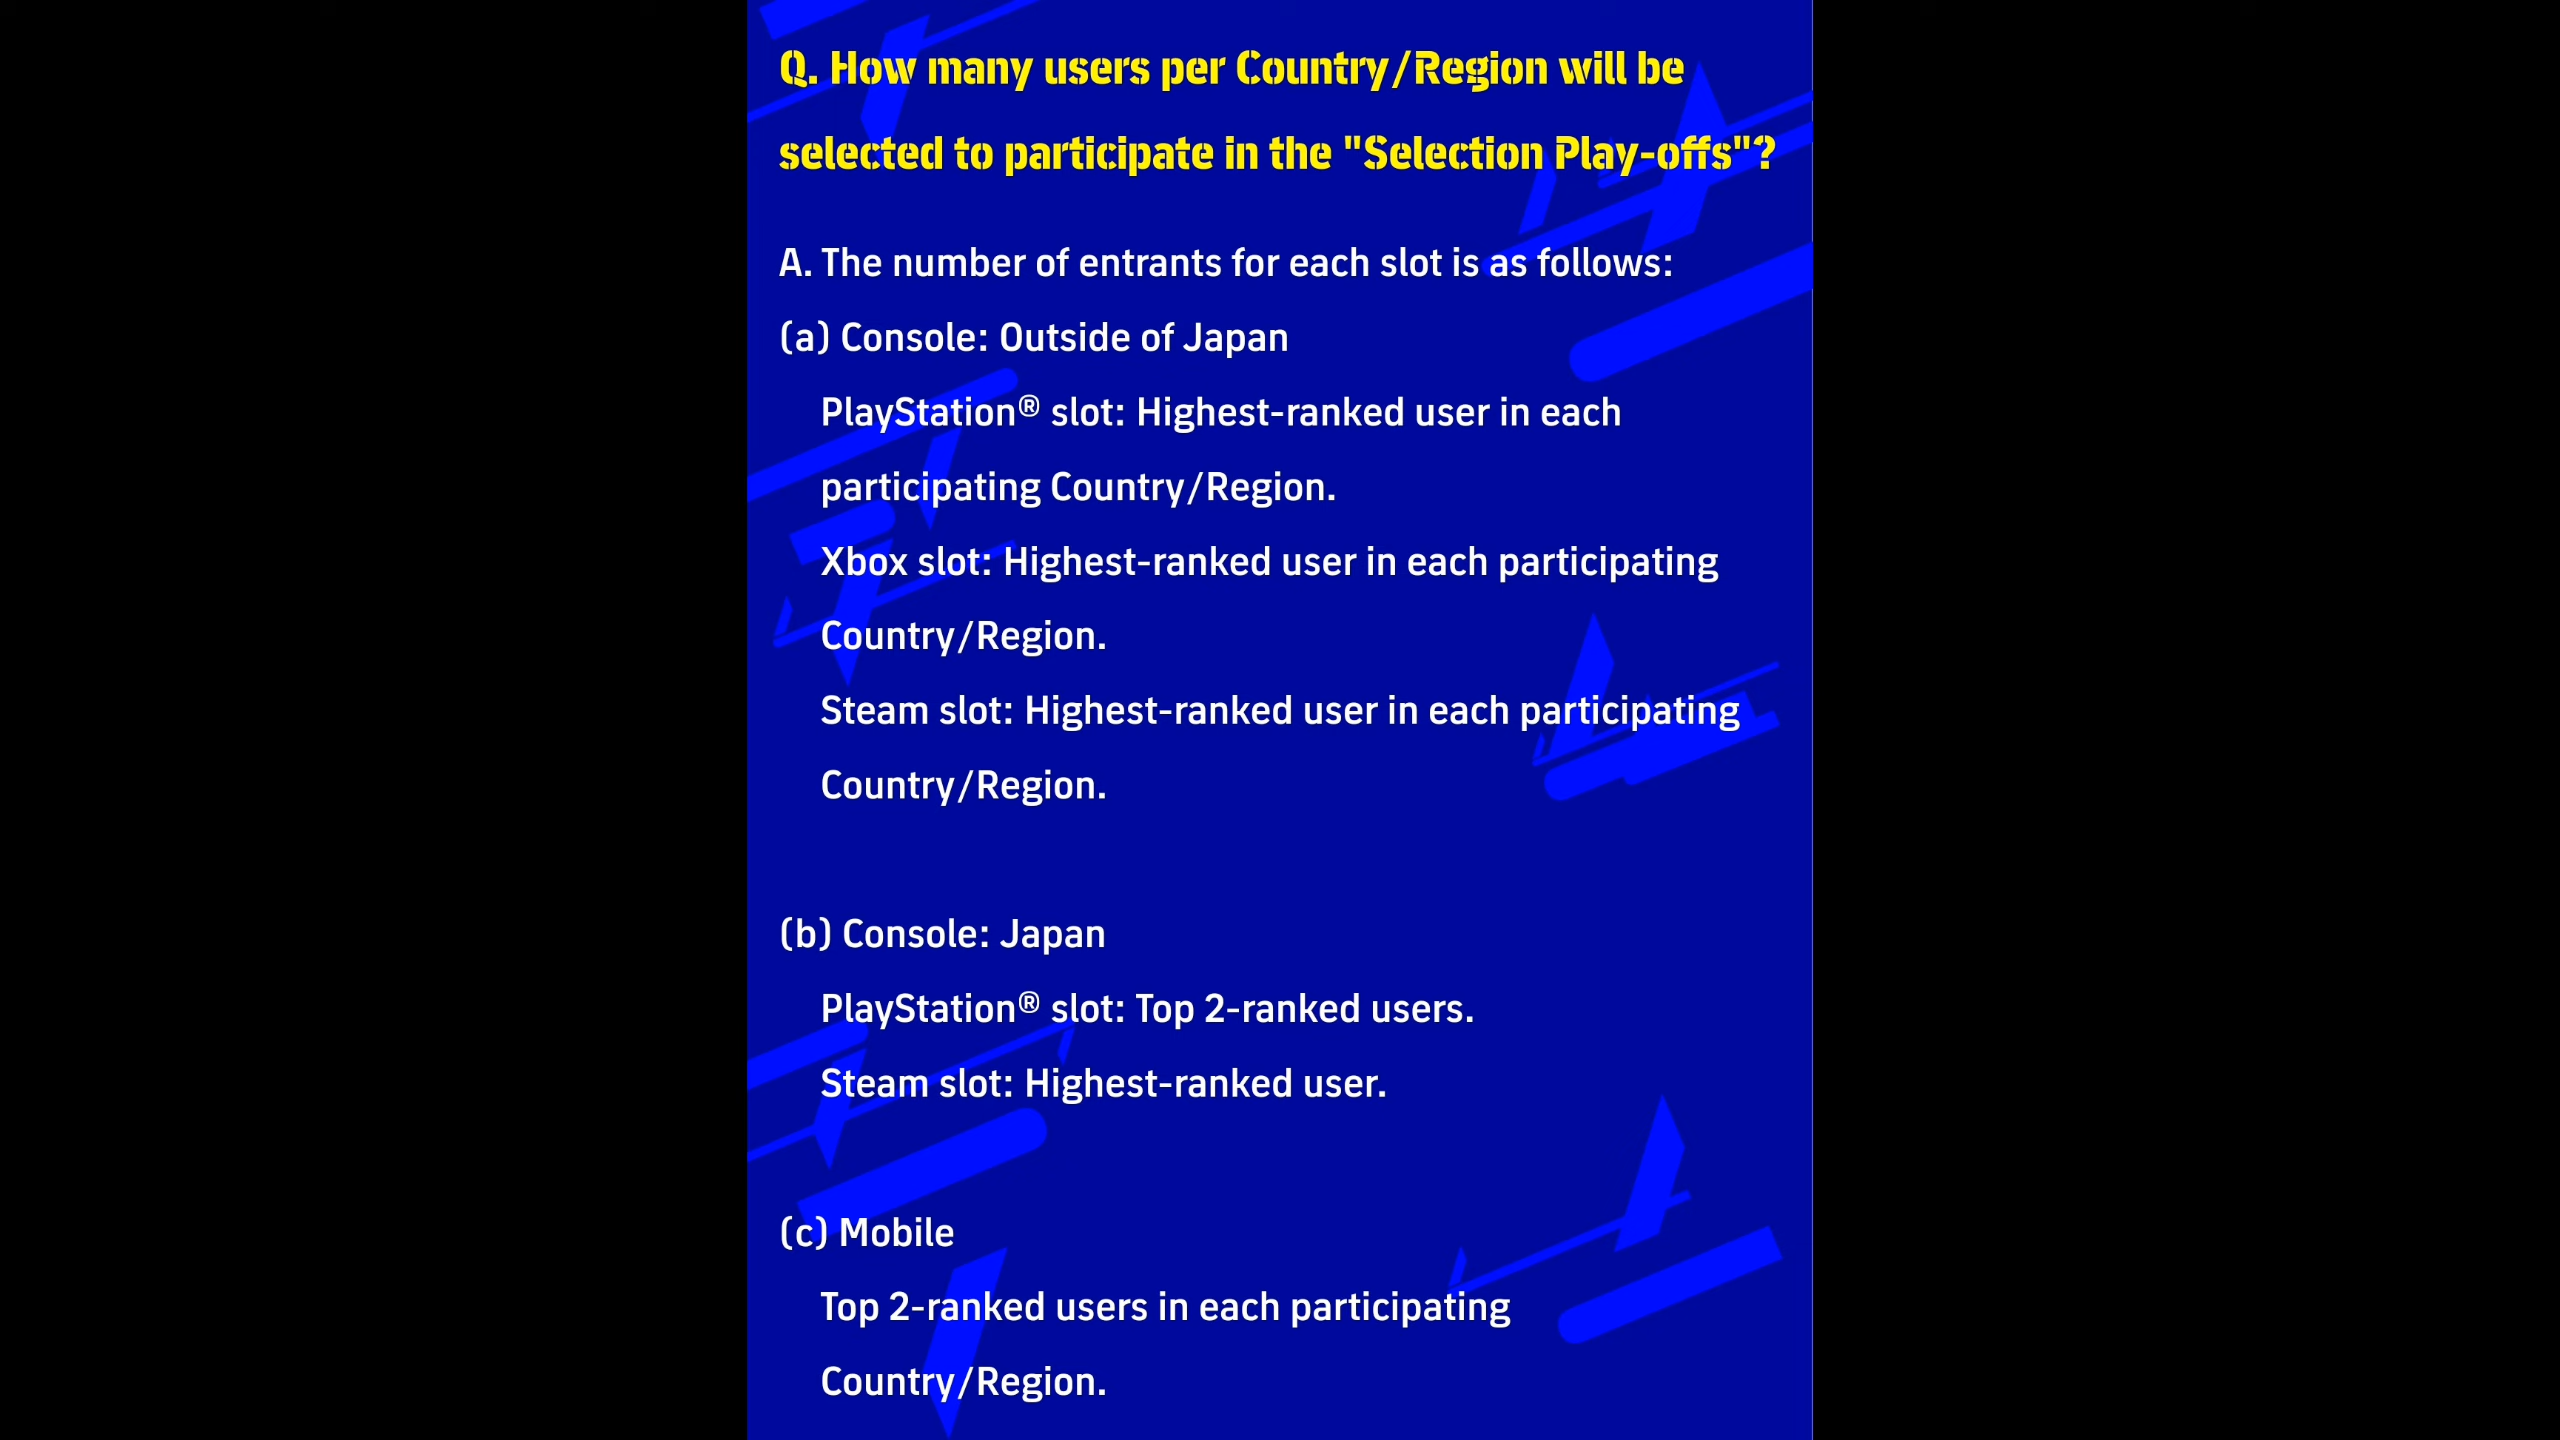 Q. How many users per Country/Region will be
selected to participate in the "Selection Play-offs"?
A. The number of entrants for each slot is as follows:
(a) Console: Outside of Japan
PlayStation® slot: Highest-ranked user in each
participating Country/Region.
Xbox slot: Highest-ranked user in each participating
Country/Region.
Steam slot: Highest-ranked user in each participating
Country/Region.
(b) Console: Japan
PlayStation® slot: Top 2-ranked users.
Steam slot: Highest-ranked user.
(c) Mobile
Top 2-ranked users in each participating
Country/Region.